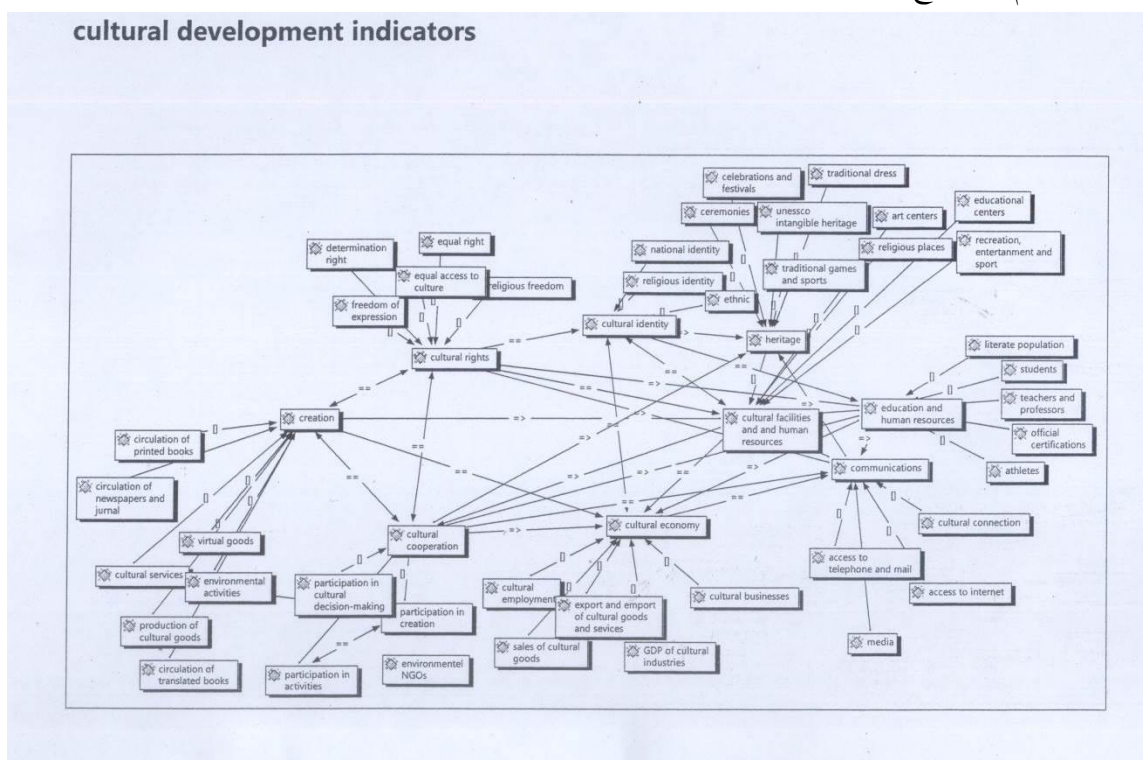 cultural development indicators
celebrations and
festivals
traditional dress
ceremonies
unessco
intangible heritage
art centers
educational
centers
determination
right
equal right
national identity
religious places
recreation,
entertanment and
sport
equal access to
culture
religious freedom
religious identity
traditional games
and sports
freedom of
expression
ethnic
cultural identity
heritage
cultural rights
literate population
students
creation
cultural facilities
and and human
resources
education and
human resources
teachers and
professors
circulation of
printed books
official
certifications
communications
athletes
circulation of
newspapers and
jurnal
virtual goods
cultural
cooperation
cultural economy
cultural connection
cultural services
environmental
activities
participation in
cultural
decision-making
cultural
employment
cultural businesses
access to
telephone and mail
access to internet
production of
cultural goods
participation in
creation
export and emport
of cultural goods
and sevices
sales of cultural
goods
GDP of cultural
industries
media
circulation of
translated books
participation in
activities
environmentel
NGOs